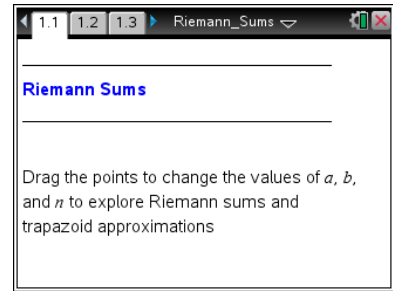 1.1 1.2 1.3 Riemann_Sums
Riemann Sums
Drag the points to change the values of a, b,
and n to explore Riemann sums and
trapazoid approximations